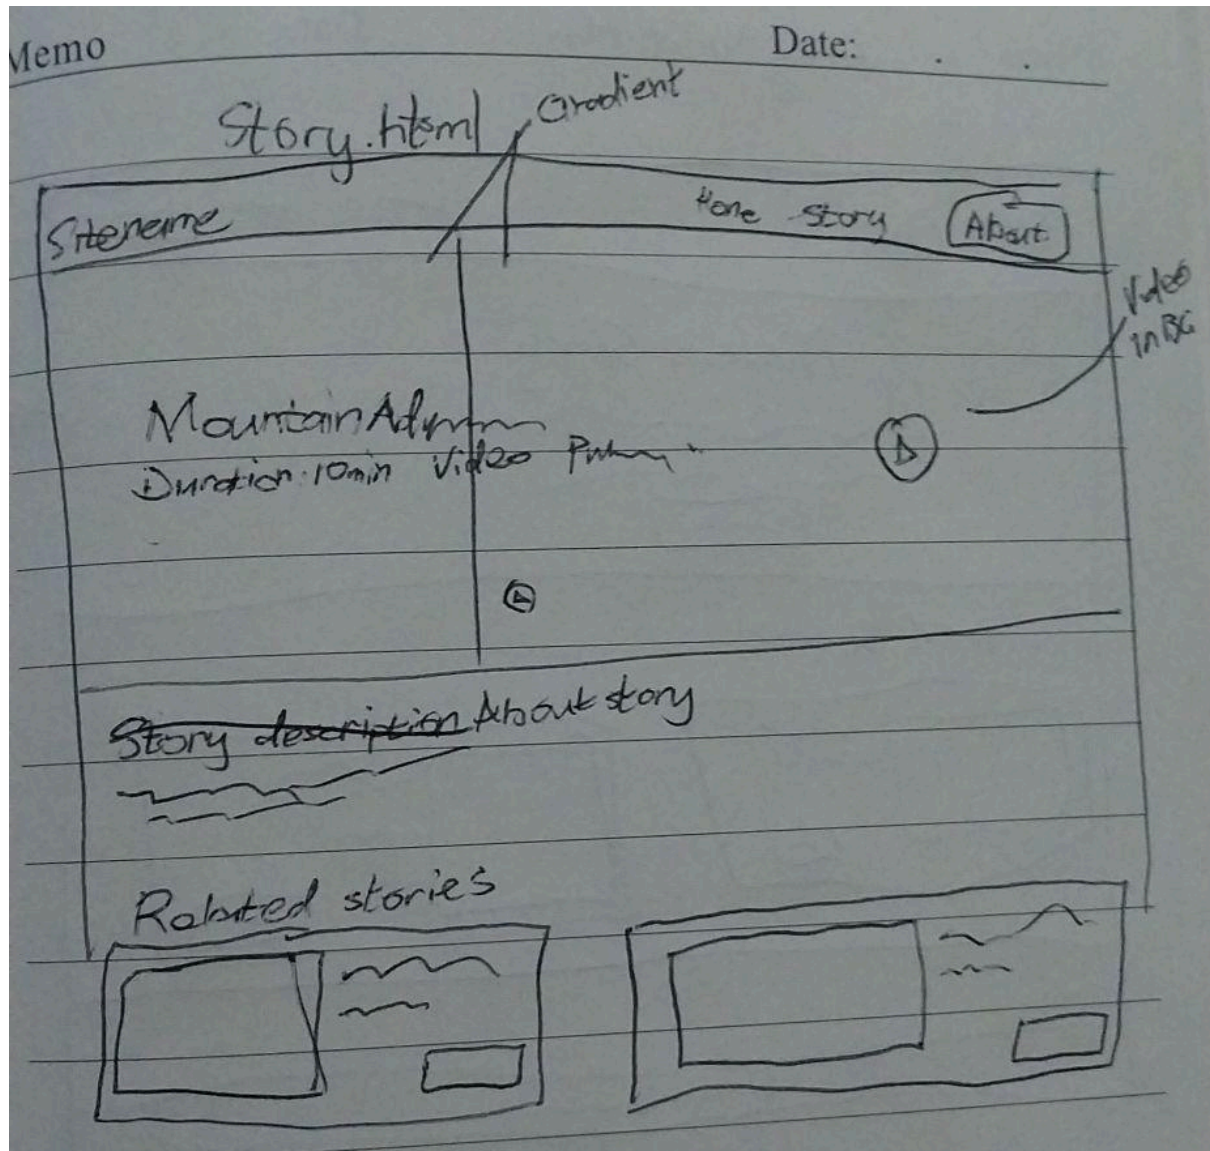 Memo Date:
Story.html
Gradient
Sitename Home Story About
Video
in BG
Mountain
Duration. 10min Video
Story description About story
Related stories